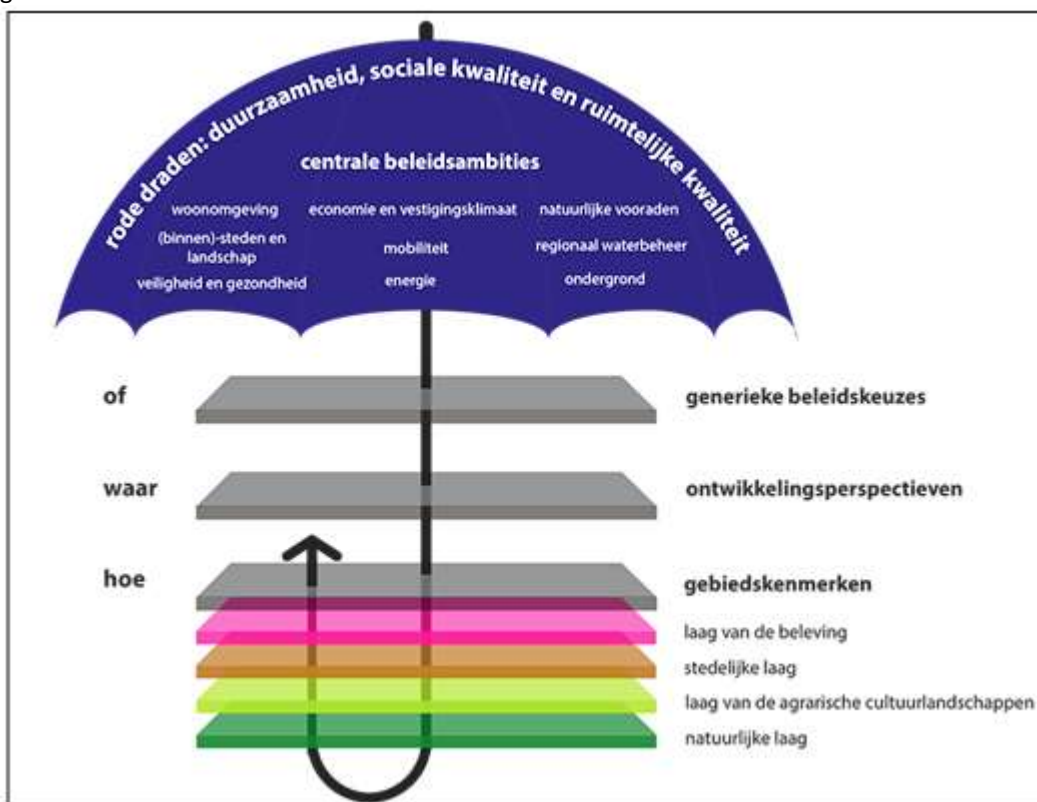 rode draden: duurzaamheid, sociale kwaliteit en ruimtelijke kwaliteit
centrale beleidsambities
woonomgeving
economie en vestigingsklimaat
natuurlijke vooraden
(binnen)-steden en
landschap
mobiliteit
regionaal waterbeheer
veiligheid en gezondheid
energie
ondergrond
of
generieke beleidskeuzes
waar
ontwikkelingsperspectieven
hoe
gebiedskenmerken
laag van de beleving
stedelijke laag
laag van de agrarische cultuurlandschappen
natuurlijke laag